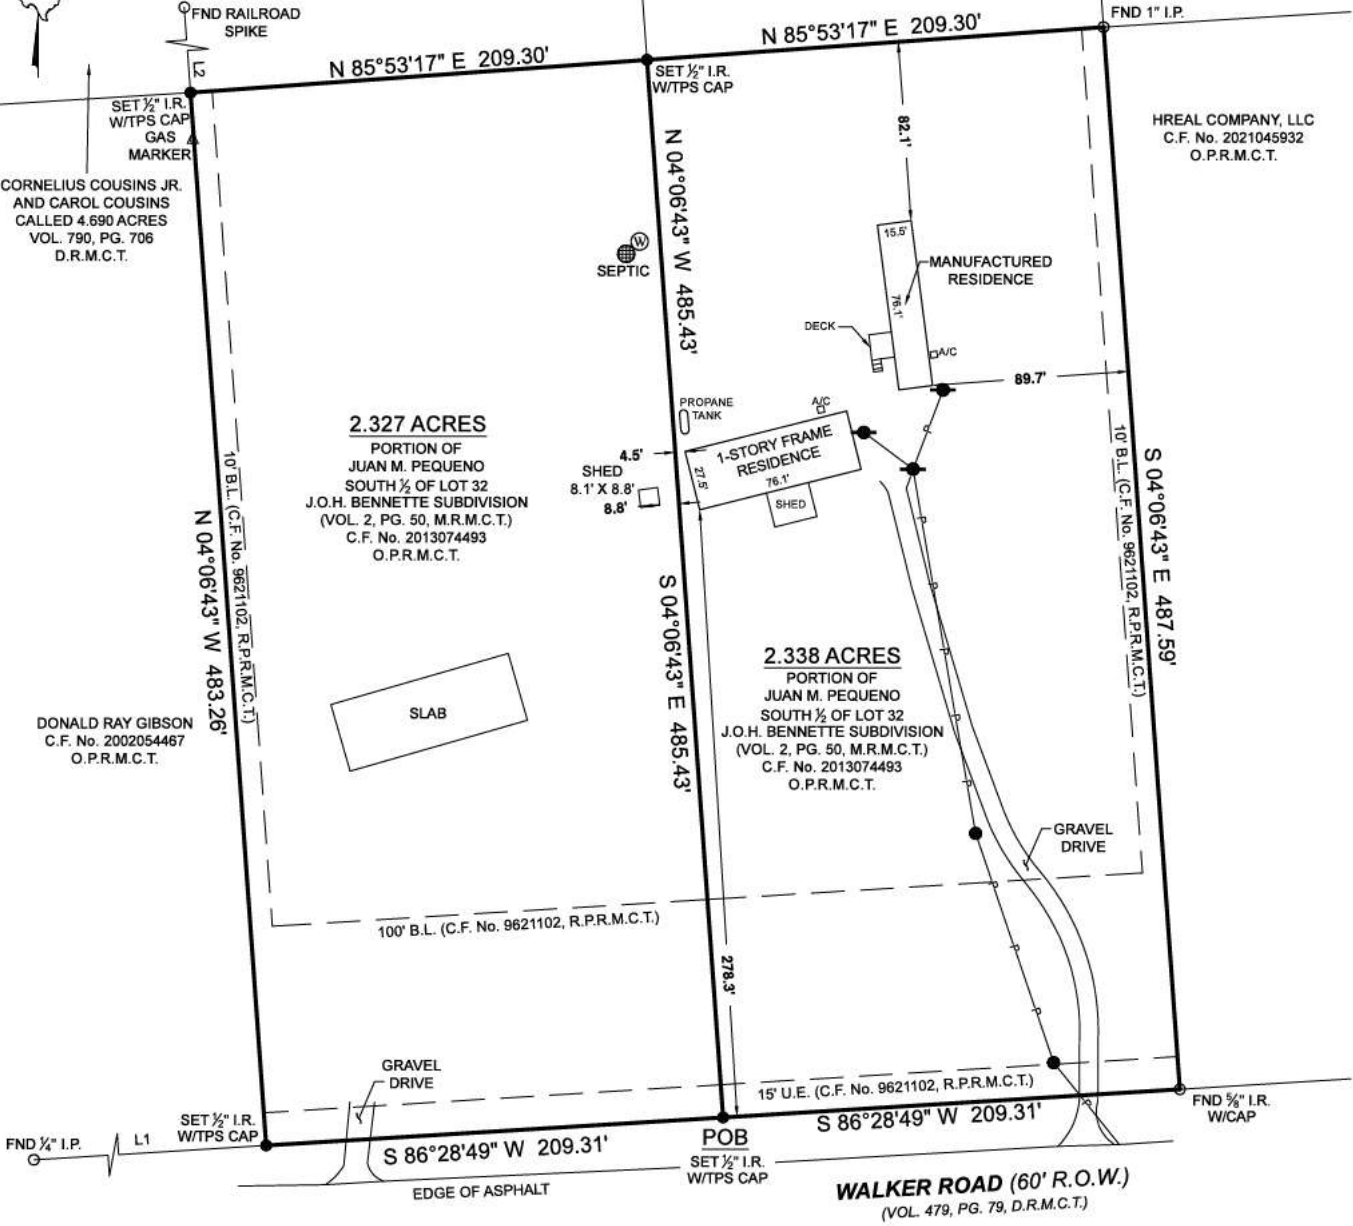 FND RAILROAD
SPIKE
L2
N 85°53'17" E 209.30'
N 85°53'17" E 209.30'
FND 1" I.P.
SET ½" I.R.
W/TPS CAP
GAS
MARKER
SET ½" I.R.
W/TPS CAP
HREAL COMPANY, LLC
C.F. No. 2021045932
O.P.R.M.C.T.
CORNELIUS COUSINS JR.
AND CAROL COUSINS
CALLED 4.690 ACRES
VOL. 790, PG. 706
D.R.M.C.T.
N 04°06'43" W 485.43'
82.1'
W
SEPTIC
15.5'
76.1'
MANUFACTURED
RESIDENCE
DECK
A/C
89.7'
PROPANE
TANK
A/C
1-STORY FRAME
RESIDENCE
76.1'
27.5'
SHED
4.5'
SHED
8.1' X 8.8'
8.8'
2.327 ACRES
PORTION OF
JUAN M. PEQUENO
SOUTH ½ OF LOT 32
J.O.H. BENNETTE SUBDIVISION
(VOL. 2, PG. 50, M.R.M.C.T.)
C.F. No. 2013074493
O.P.R.M.C.T.
10' B.L. (C.F. No. 9621102, R.P.R.M.C.T.)
N 04°06'43" W 483.26'
S 04°06'43" E 485.43'
10' B.L. (C.F. No. 9621102, R.P.R.M.C.T.)
S 04°06'43" E 487.59'
2.338 ACRES
PORTION OF
JUAN M. PEQUENO
SOUTH ½ OF LOT 32
J.O.H. BENNETTE SUBDIVISION
(VOL. 2, PG. 50, M.R.M.C.T.)
C.F. No. 2013074493
O.P.R.M.C.T.
SLAB
DONALD RAY GIBSON
C.F. No. 2002054467
O.P.R.M.C.T.
GRAVEL
DRIVE
100' B.L. (C.F. No. 9621102, R.P.R.M.C.T.)
278.3'
P
P
P
P
P
P
P
P
P
P
P
GRAVEL
DRIVE
15' U.E. (C.F. No. 9621102, R.P.R.M.C.T.)
FND ⅝" I.R.
W/CAP
SET ½" I.R.
W/TPS CAP
FND ¼" I.P.
L1
S 86°28'49" W 209.31'
S 86°28'49" W 209.31'
POB
SET ½" I.R.
W/TPS CAP
EDGE OF ASPHALT
WALKER ROAD (60' R.O.W.)
(VOL. 479, PG. 79, D.R.M.C.T.)